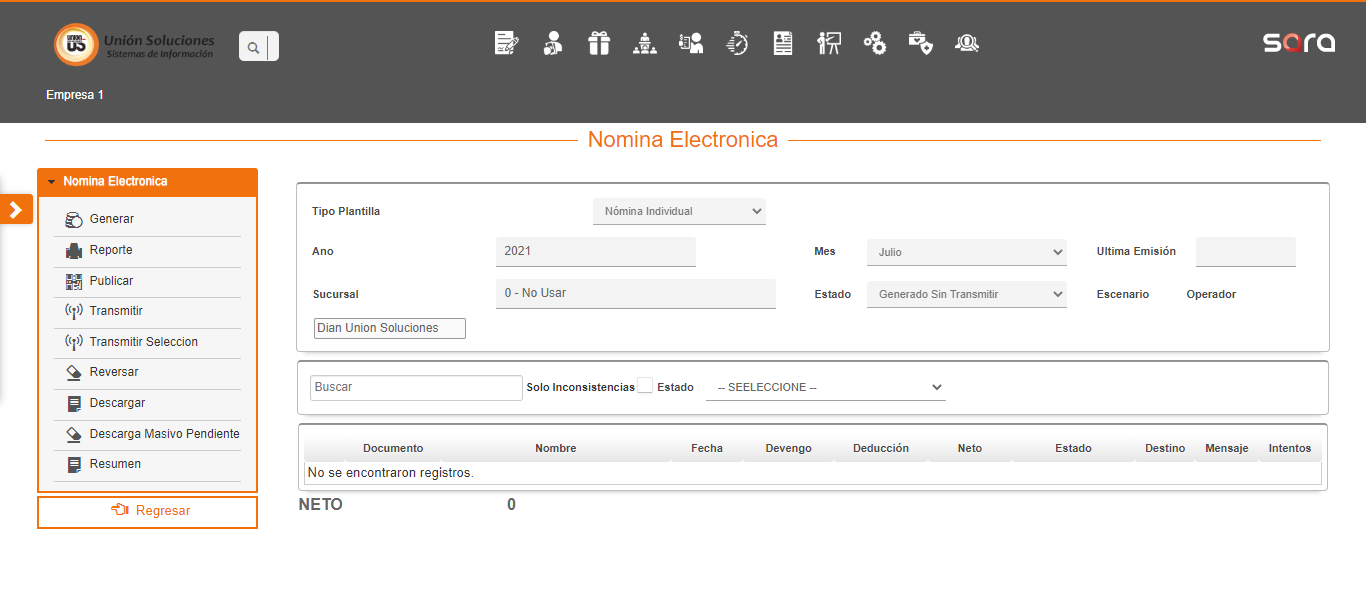 UNION
US
Unión Soluciones
Sistemas de Información
sara
Empresa 1
Nomina Electronica
Nomina Electronica
Generar
Reporte
Publicar
Transmitir
Transmitir Seleccion
Reversar
Descargar
Descarga Masivo Pendiente
Resumen
Regresar
Tipo Plantilla Nómina Individual
Ano 2021 Mes Julio Ultima Emisión
Sucursal 0 - No Usar Estado Generado Sin Transmitir Escenario Operador
Dian Union Soluciones
Buscar Solo Inconsistencias Estado -- SEELECCIONE --
Documento Nombre Fecha Devengo Deducción Neto Estado Destino Mensaje Intentos
No se encontraron registros.
NETO 0